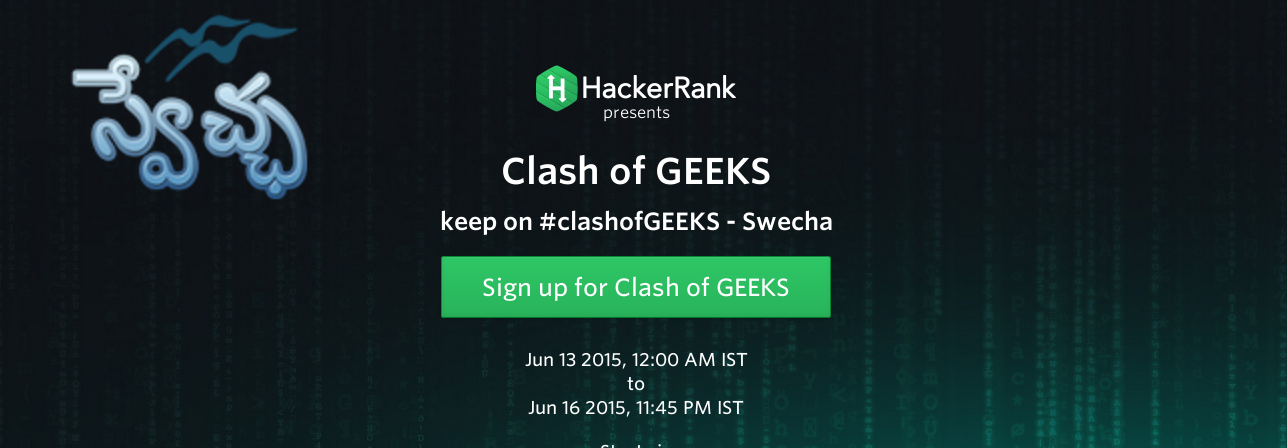 స్వేచ్ఛ
HackerRank
presents
Clash of GEEKS
keep on #clashofGEEKS - Swecha
Sign up for Clash of GEEKS
Jun 13 2015, 12:00 AM IST
to
Jun 16 2015, 11:45 PM IST